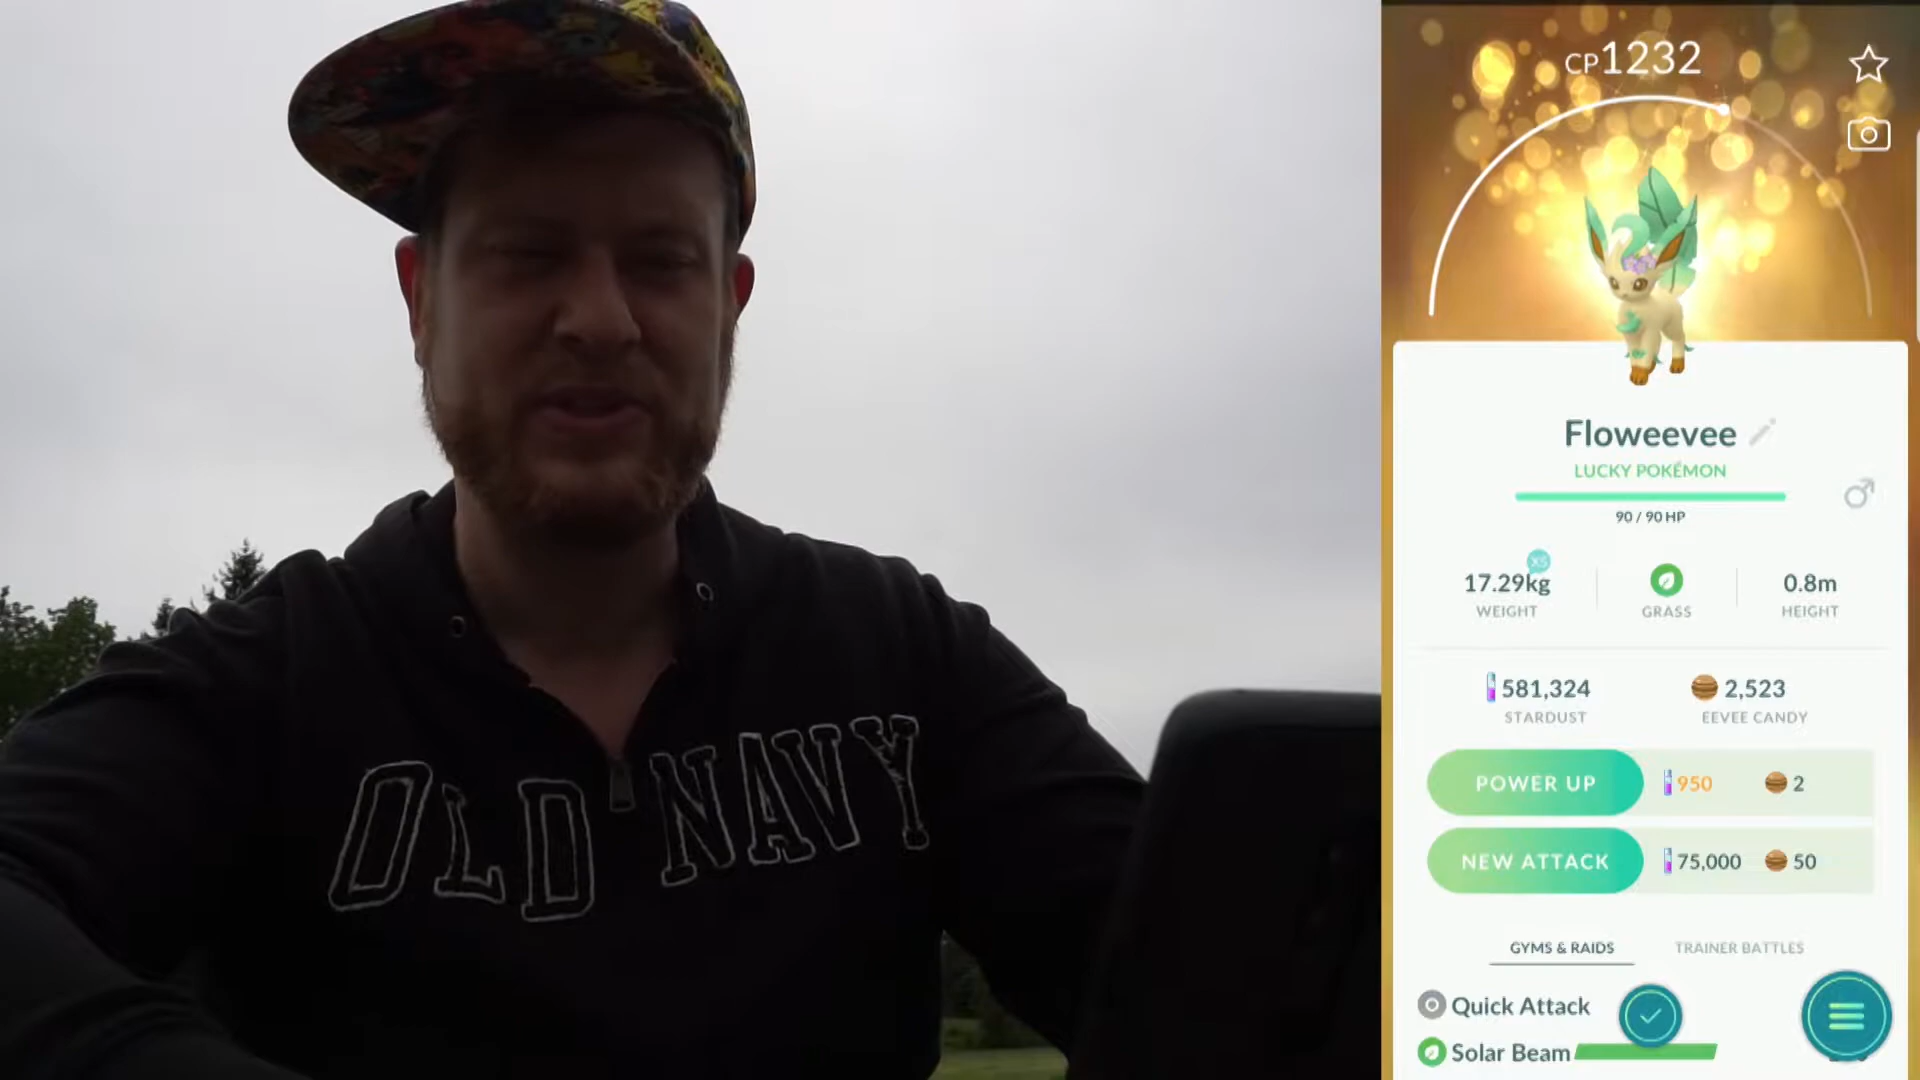 OLD NAVY
CP1232
Floweevee
LUCKY POKÉMON
90 / 90 HP
XS
17.29kg
WEIGHT
GRASS
0.8m
HEIGHT
581,324
STARDUST
2,523
EEVEE CANDY
POWER UP 950 2
NEW ATTACK 75,000 50
GYMS & RAIDS TRAINER BATTLES
Quick Attack
Solar Beam